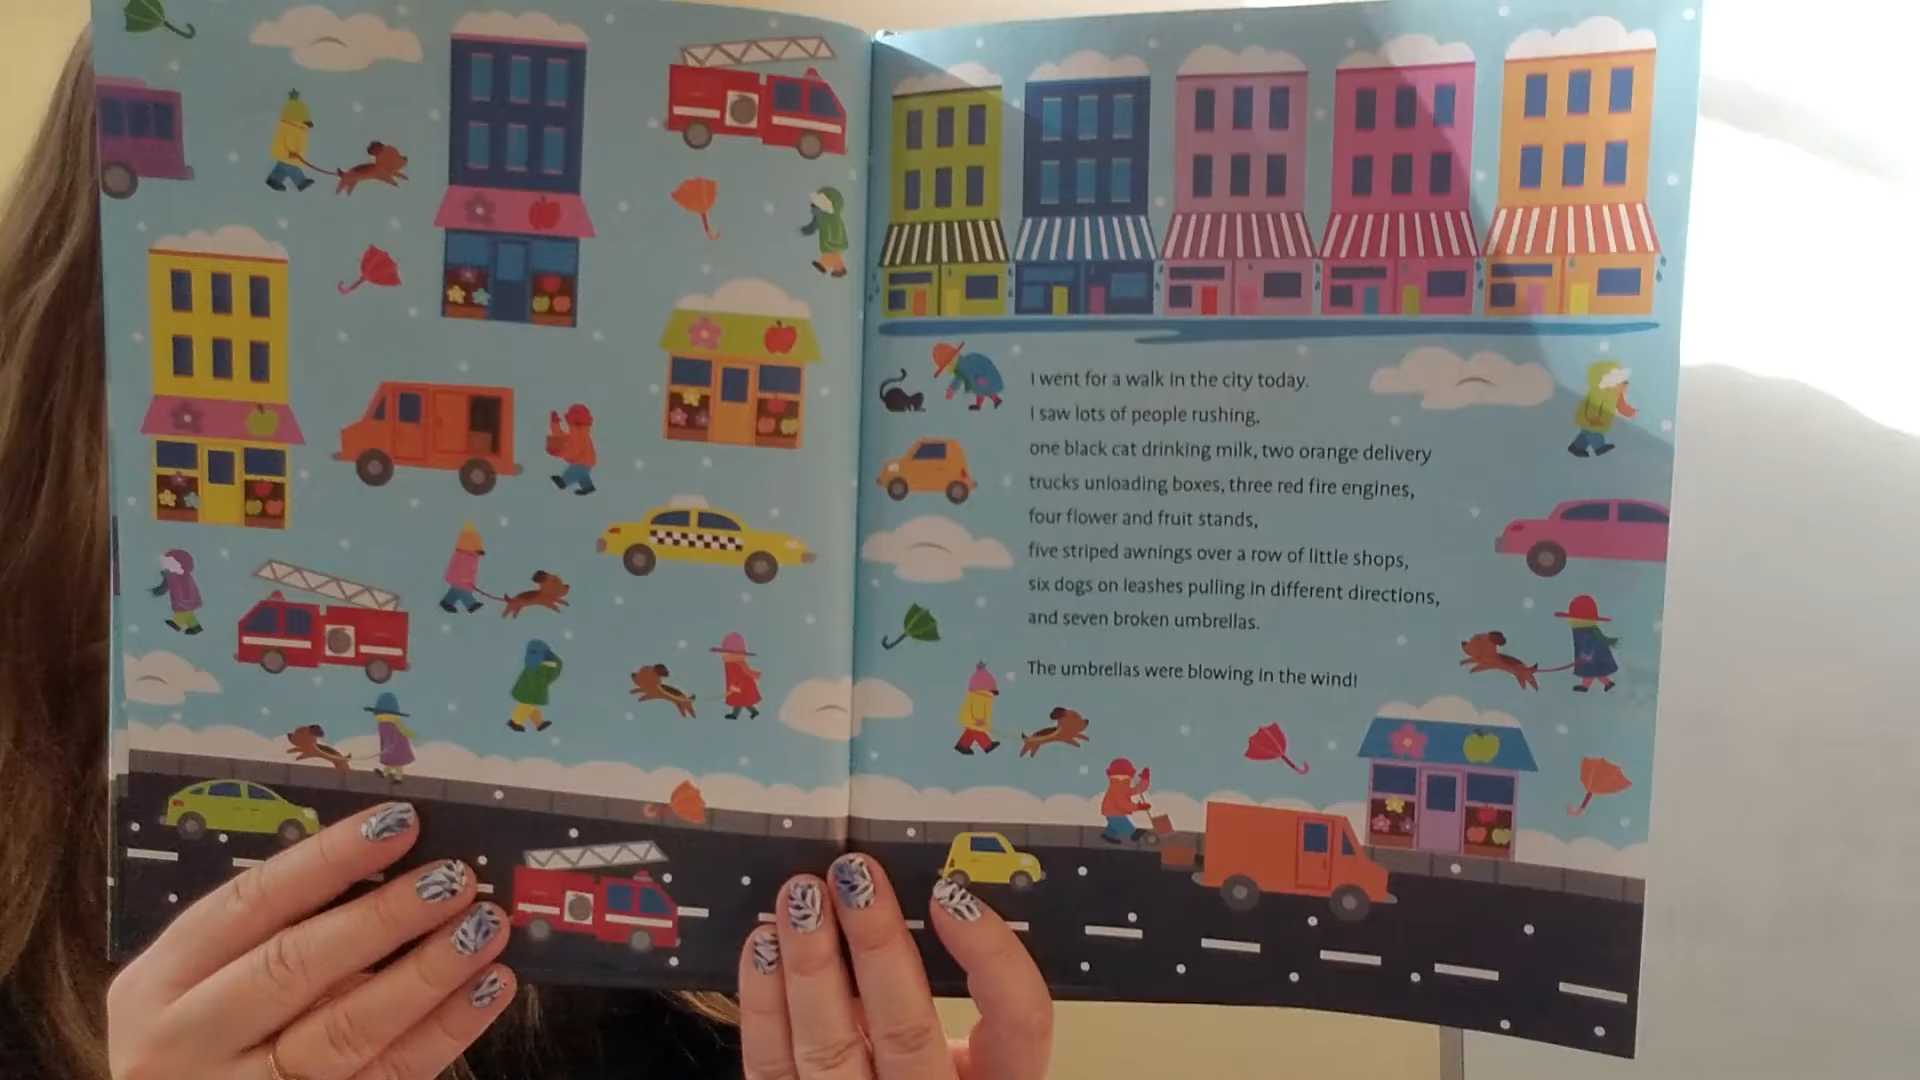 I went for a walk in the city today.
I saw lots of people rushing,
one black cat drinking milk, two orange delivery
trucks unloading boxes, three red fire engines,
four flower and fruit stands,
five striped awnings over a row of little shops,
six dogs on leashes pulling in different directions,
and seven broken umbrellas.
The umbrellas were blowing in the wind!